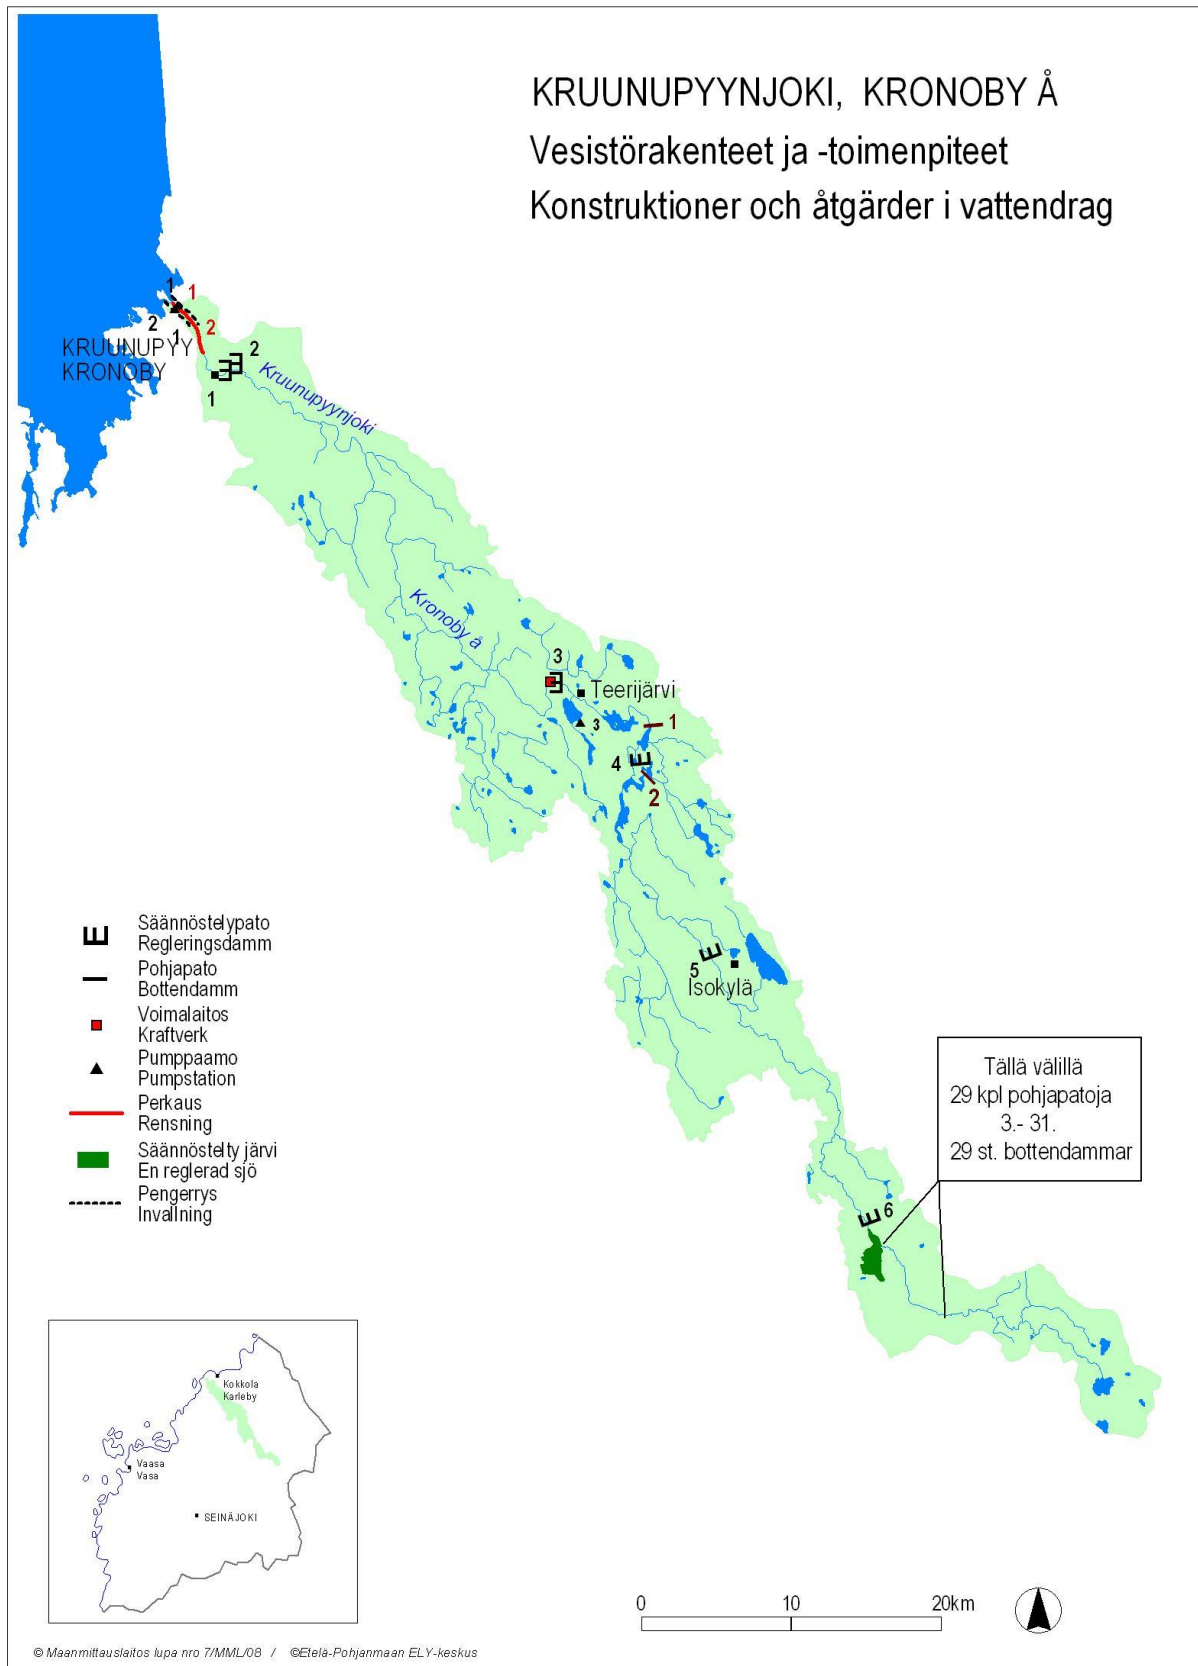 KRUUNUPYYNJOKI, KRONOBY Å
Vesistörakenteet ja -toimenpiteet
Konstruktioner och åtgärder i vattendrag
1
1
2
1
2
KRUUNUPYY
KRONOBY
2
1
Kruunupyynjoki
Kronoby å
3
Teerijärvi
3
1
4
2
5
Isokylä
6
Tällä välillä
29 kpl pohjapatoja
3.- 31.
29 st. bottendammar
Säännöstelypato
Regleringsdamm
Pohjapato
Bottendamm
Voimalaitos
Kraftverk
Pumppaamo
Pumpstation
Perkaus
Rensning
Säännöstelty järvi
En reglerad sjö
Pengerrys
Invallning
Kokkola
Karleby
Vaasa
Vasa
SEINÄJOKI
0 10 20km
© Maanmittauslaitos lupa nro 7/MML/08 / ©Etelä-Pohjanmaan ELY-keskus